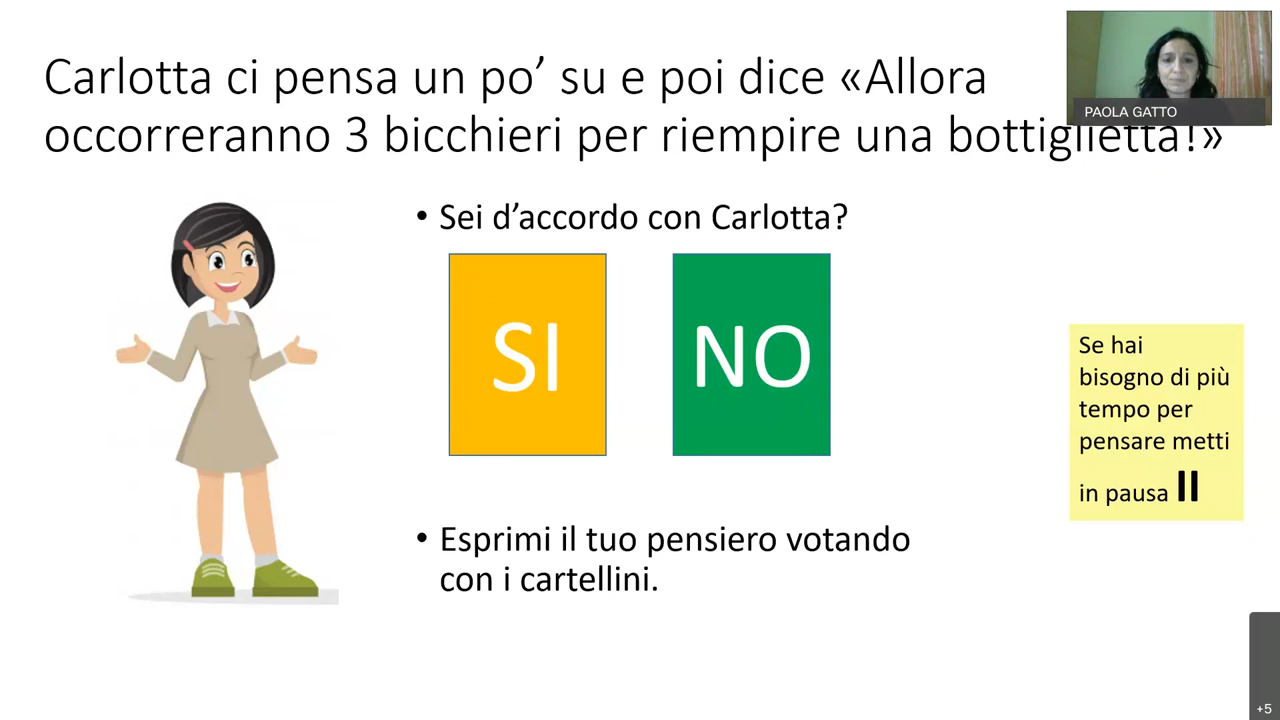 Carlotta ci pensa un po’ su e poi dice «Allora
occorreranno 3 bicchieri per riempire una bottiglietta!»
PAOLA GATTO
• Sei d’accordo con Carlotta?
SI
NO
Se hai
bisogno di più
tempo per
pensare metti
in pausa
• Esprimi il tuo pensiero votando
con i cartellini.
+5